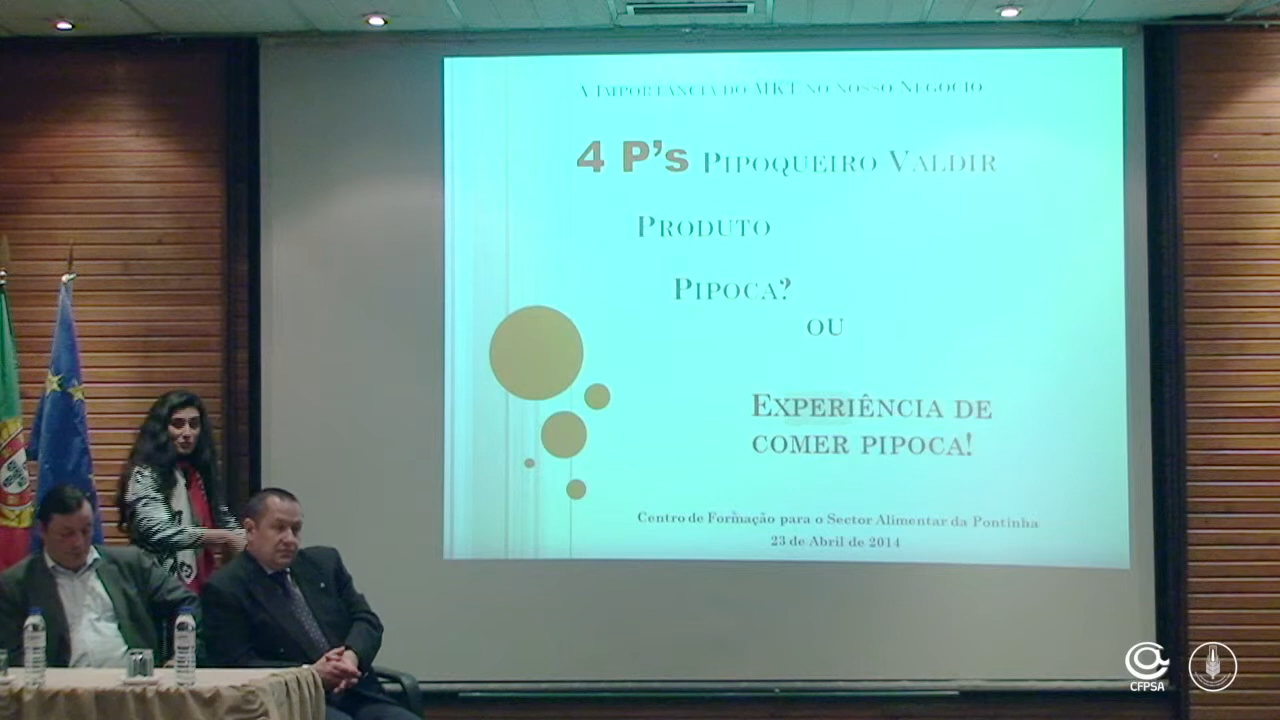 A Importância do MKT no nosso Negócio
4 P's Pipoqueiro Valdir
Produto
Pipoca?
ou
Experiência de
comer pipoca!
Centro de Formação para o Sector Alimentar da Pontinha
23 de Abril de 2014
CFPSA